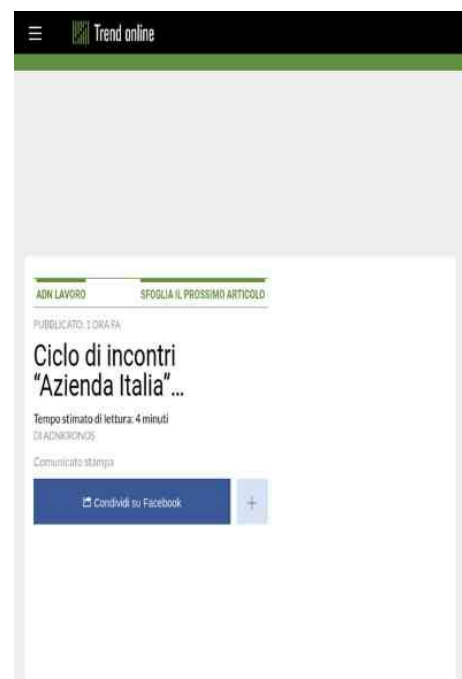 Trend online
ADN LAVORO SFOGLIA IL PROSSIMO ARTICOLO
PUBBLICATO: 1 ORA FA
Ciclo di incontri
“Azienda Italia”...
Tempo stimato di lettura: 4 minuti
DI ADNKRONOS
Comunicato stampa
Condividi su Facebook
+